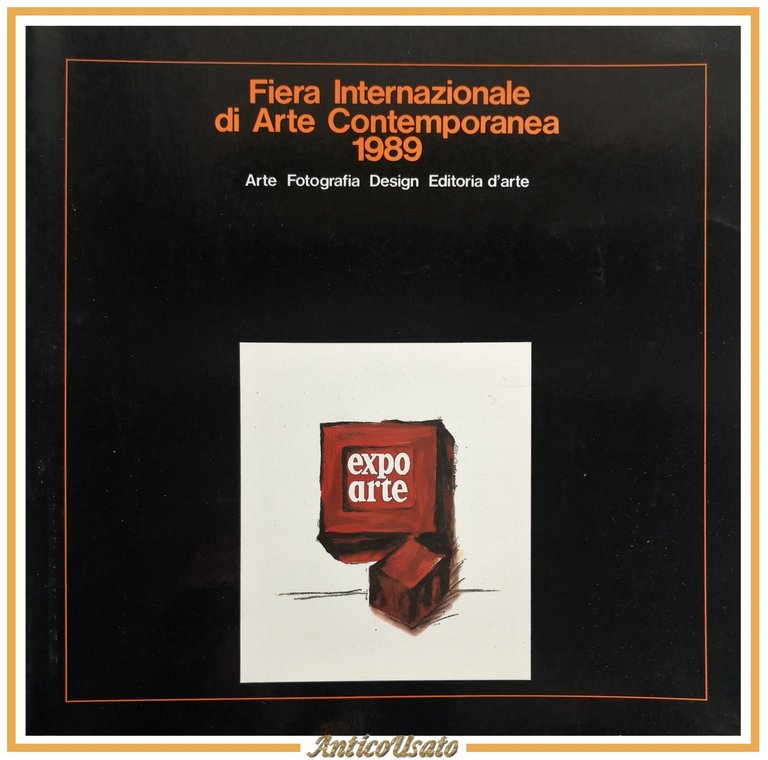 Fiera Internazionale
di Arte Contemporanea
1989
Arte Fotografia Design Editoria d'arte
expo
arte
AnticoUsato